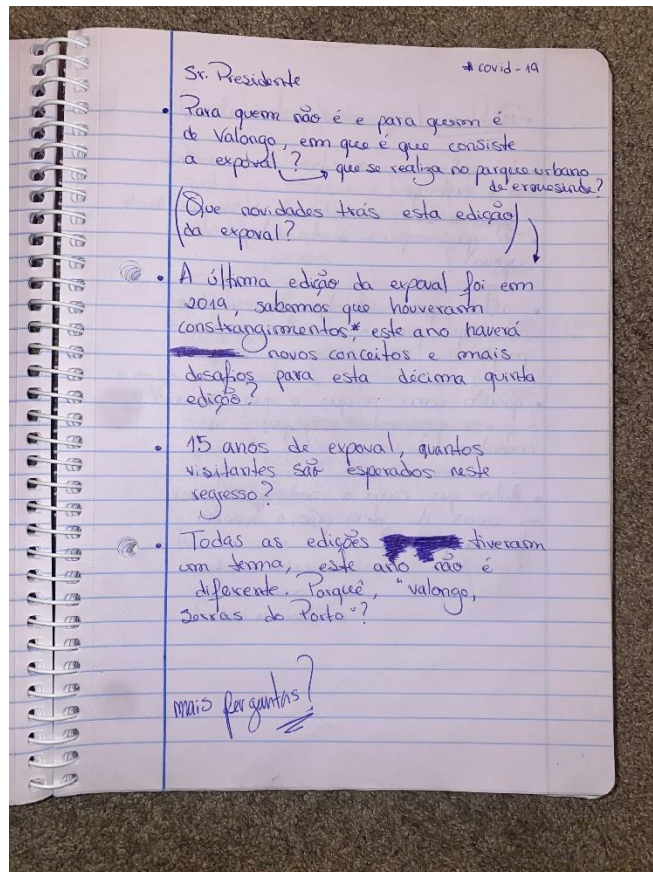 * covid-19
Sr. Presidente
• Para quem não é e para quem é
de Valongo, em que é que consiste
a expoval ? → que se realiza no parque urbano
de ermesinde?
(Que novidades trás esta edição
da expoval?)
• A última edição da expoval foi em
2019, sabemos que houveram
constrangimentos*, este ano haverá
novos conceitos e mais
desafios para esta décima quinta
edição?
• 15 anos de expoval, quantos
visitantes são esperados neste
regresso?
• Todas as edições tiveram
um tema, este ano não é
diferente. Porquê, "valongo,
serras do Porto"?
mais perguntas?